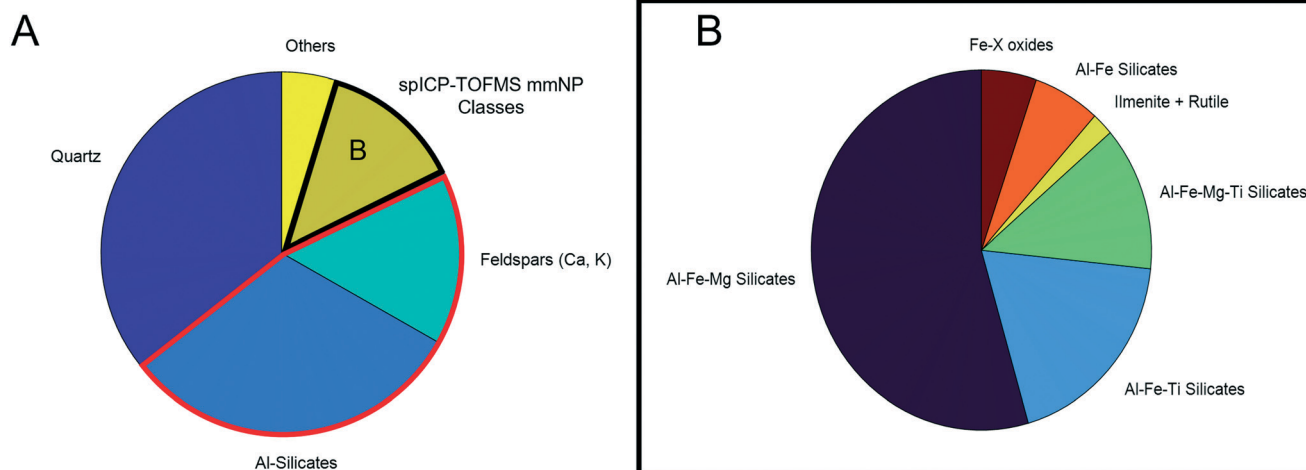 A
Others
spICP-TOFMS mmNP
Classes
B
Quartz
Feldspars (Ca, K)
Al-Silicates
B
Fe-X oxides
Al-Fe Silicates
Ilmenite + Rutile
Al-Fe-Mg-Ti Silicates
Al-Fe-Mg Silicates
Al-Fe-Ti Silicates